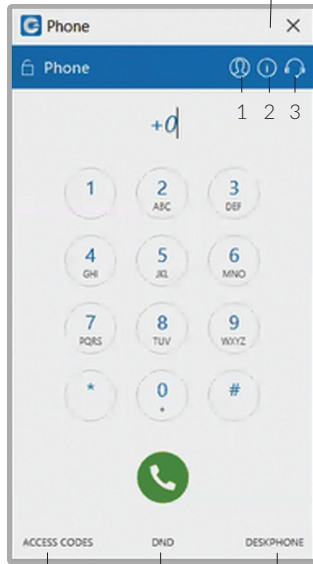 Phone
Phone
1 2 3
+0
1 2 3
ABC DEF
4 5 6
GHI JKL MNO
7 8 9
PQRS TUV WXYZ
* 0 #
+
ACCESS CODES DND DESKPHONE